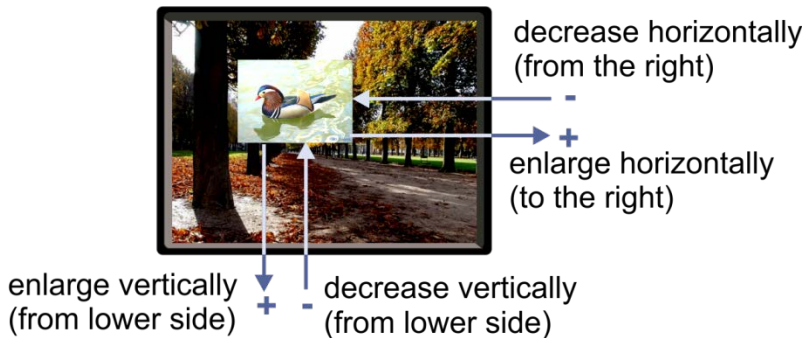 decrease horizontally
(from the right)
-
+
enlarge horizontally
(to the right)
enlarge vertically
(from lower side)
+
-
decrease vertically
(from lower side)